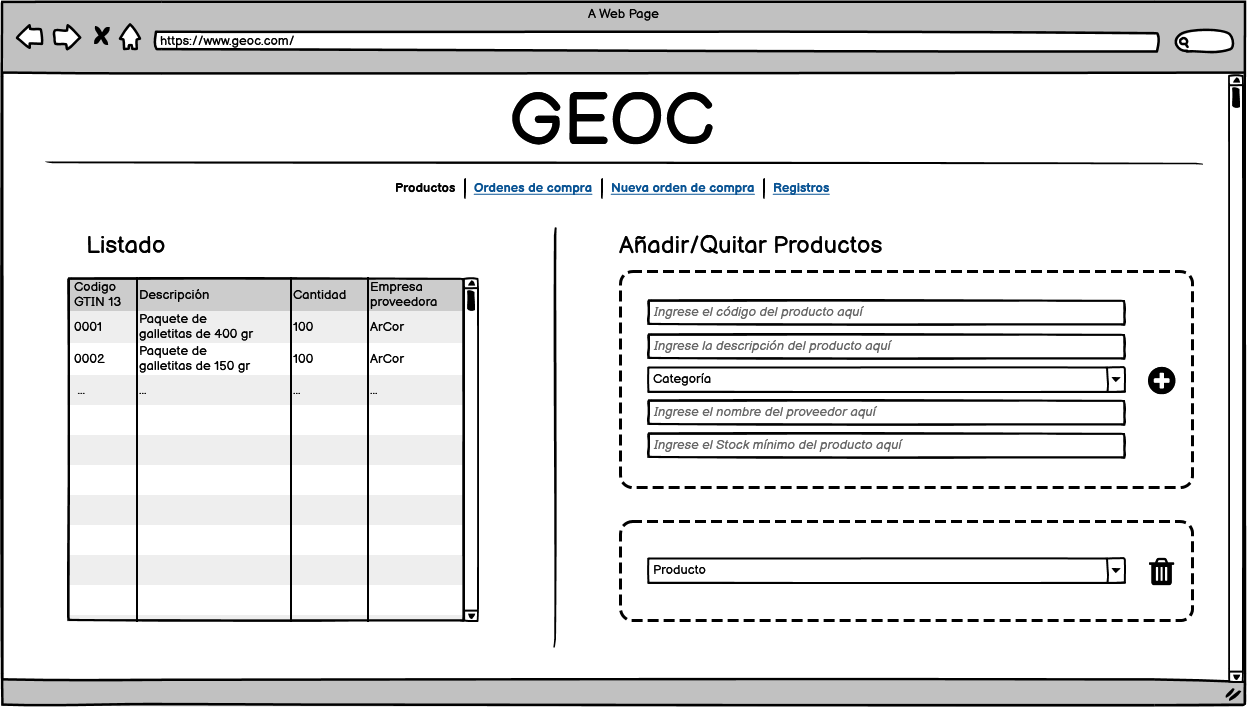 A Web Page
https://www.geoc.com/
GEOC
Productos
Ordenes de compra
Nueva orden de compra
Registros
Listado
Codigo
GTIN 13
Descripción
Cantidad
Empresa
proveedora
0001
Paquete de
galletitas de 400 gr
100
ArCor
0002
Paquete de
galletitas de 150 gr
100
ArCor
...
...
...
...
Añadir/Quitar Productos
Ingrese el código del producto aquí
Ingrese la descripción del producto aquí
Categoría
Ingrese el nombre del proveedor aquí
Ingrese el Stock mínimo del producto aquí
Producto